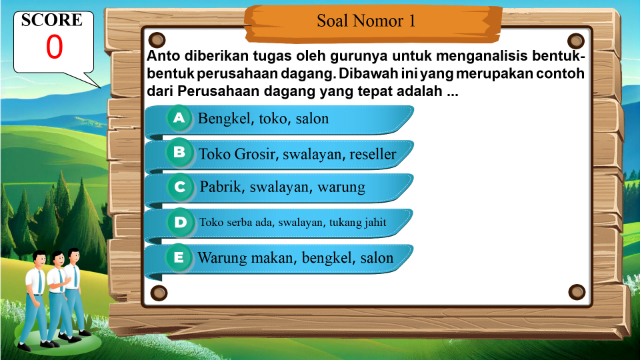 SCORE
0
Soal Nomor 1
Anto diberikan tugas oleh gurunya untuk menganalisis bentuk-
bentuk perusahaan dagang. Dibawah ini yang merupakan contoh
dari Perusahaan dagang yang tepat adalah ...
A Bengkel, toko, salon
B Toko Grosir, swalayan, reseller
C Pabrik, swalayan, warung
D Toko serba ada, swalayan, tukang jahit
E Warung makan, bengkel, salon